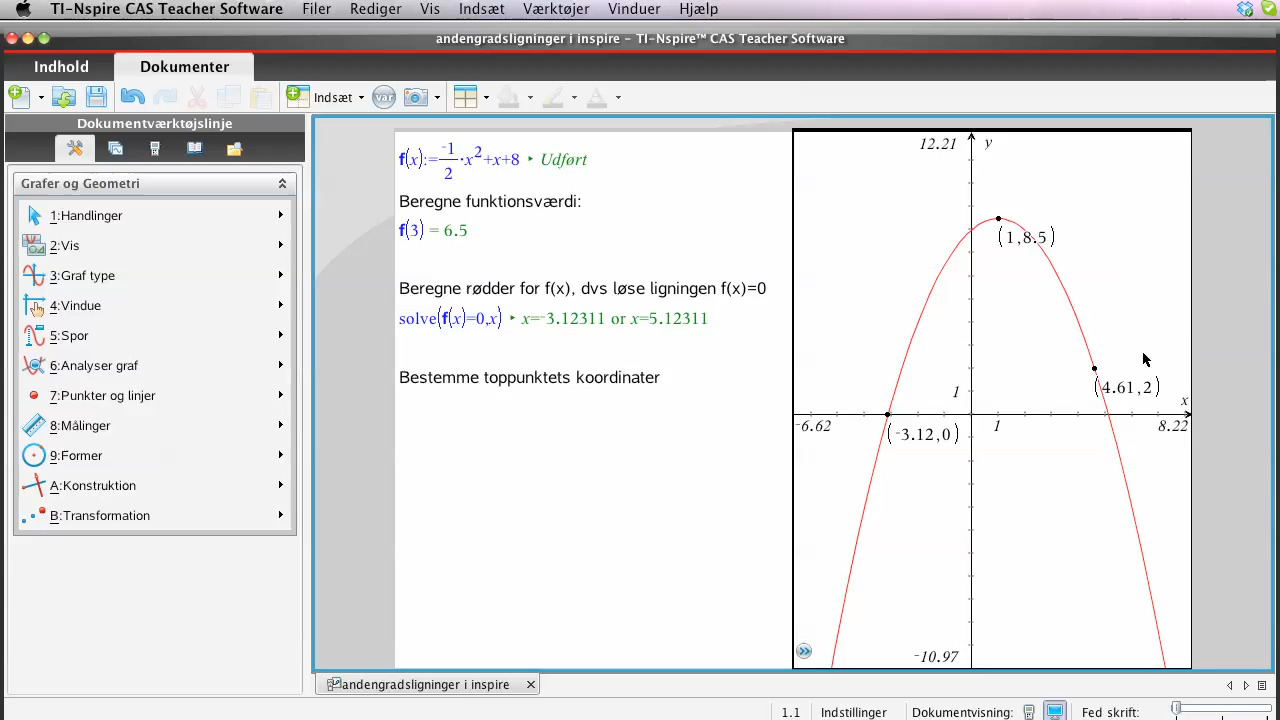 TI-Nspire CAS Teacher Software Filer Rediger Vis Indsæt Værktøjer Vinduer Hjælp
andengradsligninger i inspire – TI-Nspire™ CAS Teacher Software
Indhold Dokumenter
Indsæt var
Dokumentværktøjslinje
Grafer og Geometri
1:Handlinger
2:Vis
3:Graf type
4:Vindue
5:Spor
6:Analyser graf
7:Punkter og linjer
8:Målinger
9:Former
A:Konstruktion
B:Transformation
f(x):=⁻1/2·x²+x+8 ▸ Udført
Beregne funktionsværdi:
f(3) = 6.5
Beregne rødder for f(x), dvs løse ligningen f(x)=0
solve(f(x)=0,x) ▸ x=⁻3.12311 or x=5.12311
Bestemme toppunktets koordinater
12.21 y
(1,8.5)
(4.61,2)
1 x
⁻6.62 1 8.22
(⁻3.12,0)
⁻10.97
andengradsligninger i inspire
1.1 Indstillinger Dokumentvisning: Fed skrift: